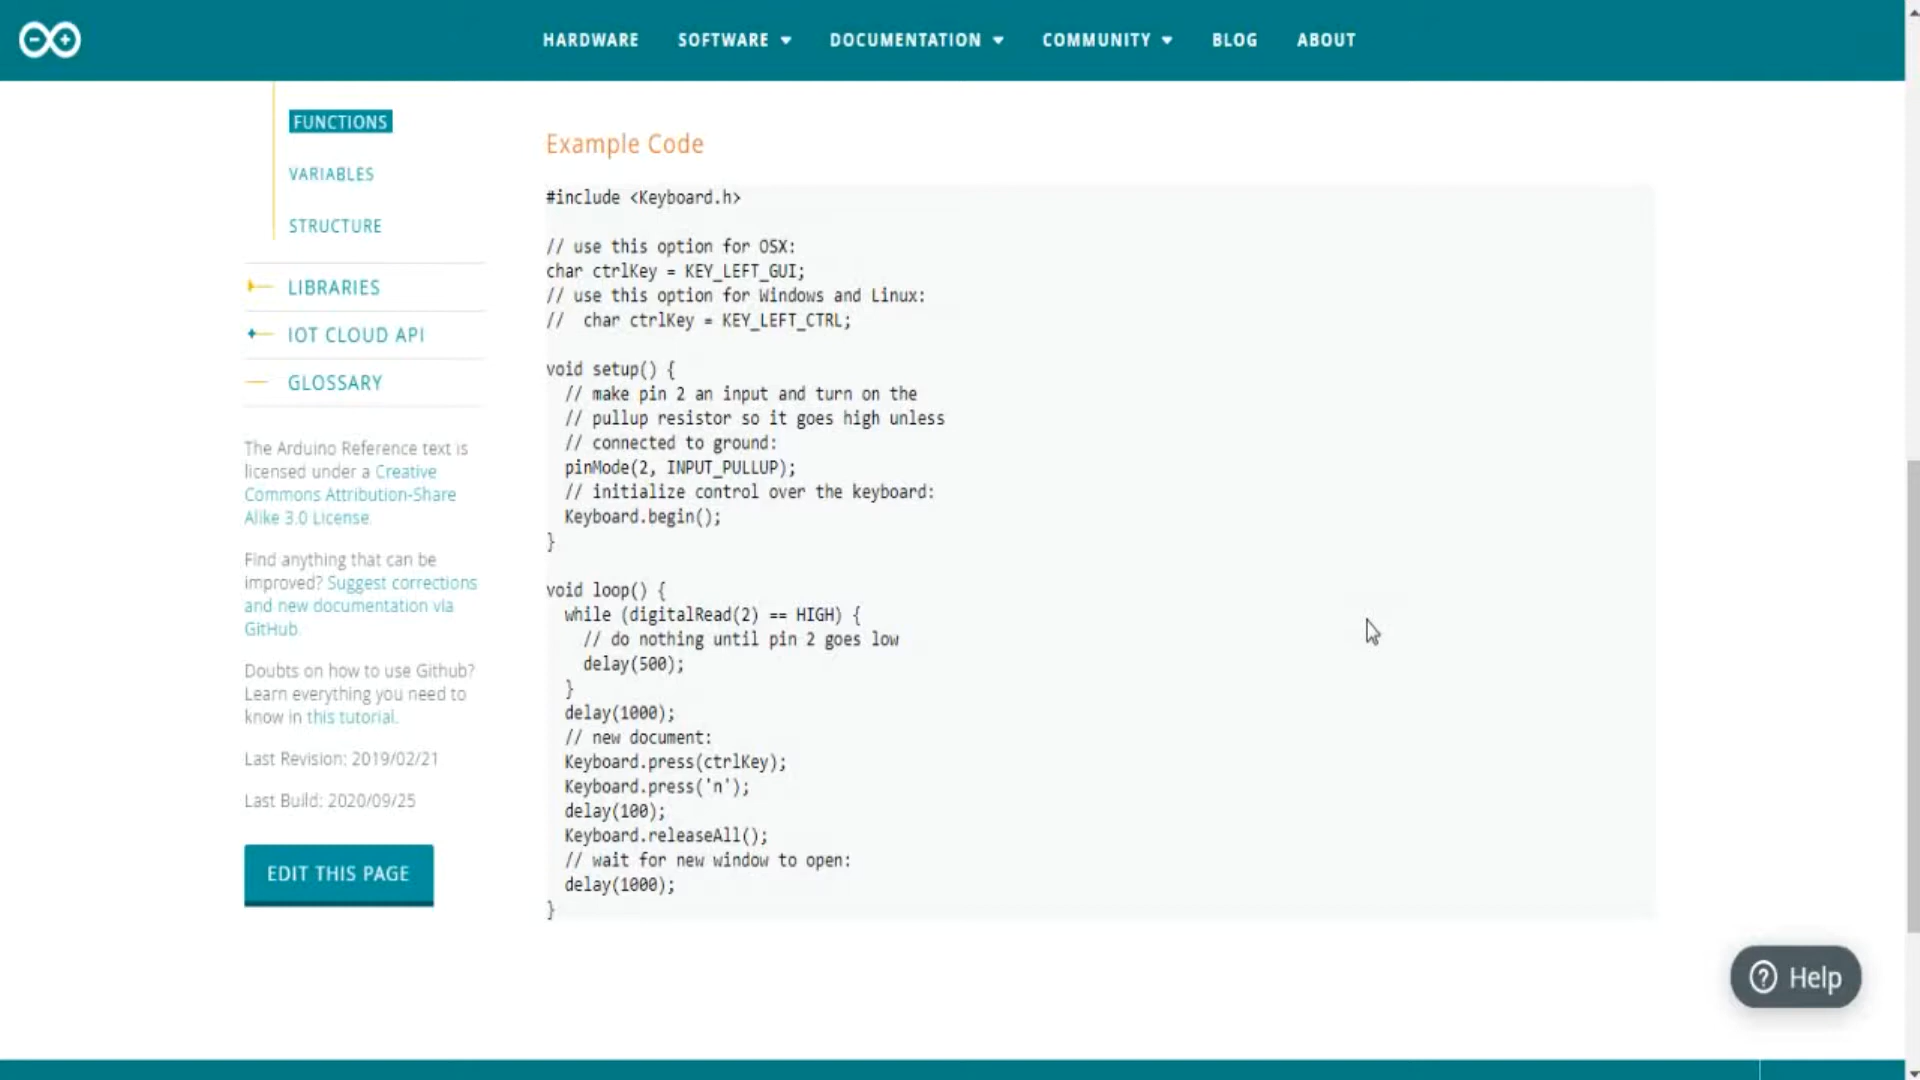 HARDWARE SOFTWARE DOCUMENTATION COMMUNITY BLOG ABOUT
FUNCTIONS
VARIABLES
STRUCTURE
LIBRARIES
IOT CLOUD API
GLOSSARY
The Arduino Reference text is
licensed under a Creative
Commons Attribution-Share
Alike 3.0 License.
Find anything that can be
improved? Suggest corrections
and new documentation via
GitHub.
Doubts on how to use Github?
Learn everything you need to
know in this tutorial.
Last Revision: 2019/02/21
Last Build: 2020/09/25
EDIT THIS PAGE
Example Code
#include <Keyboard.h>
// use this option for OSX:
char ctrlKey = KEY_LEFT_GUI;
// use this option for Windows and Linux:
//  char ctrlKey = KEY_LEFT_CTRL;
void setup() {
  // make pin 2 an input and turn on the
  // pullup resistor so it goes high unless
  // connected to ground:
  pinMode(2, INPUT_PULLUP);
  // initialize control over the keyboard:
  Keyboard.begin();
}
void loop() {
  while (digitalRead(2) == HIGH) {
    // do nothing until pin 2 goes low
    delay(500);
  }
  delay(1000);
  // new document:
  Keyboard.press(ctrlKey);
  Keyboard.press('n');
  delay(100);
  Keyboard.releaseAll();
  // wait for new window to open:
  delay(1000);
}
Help